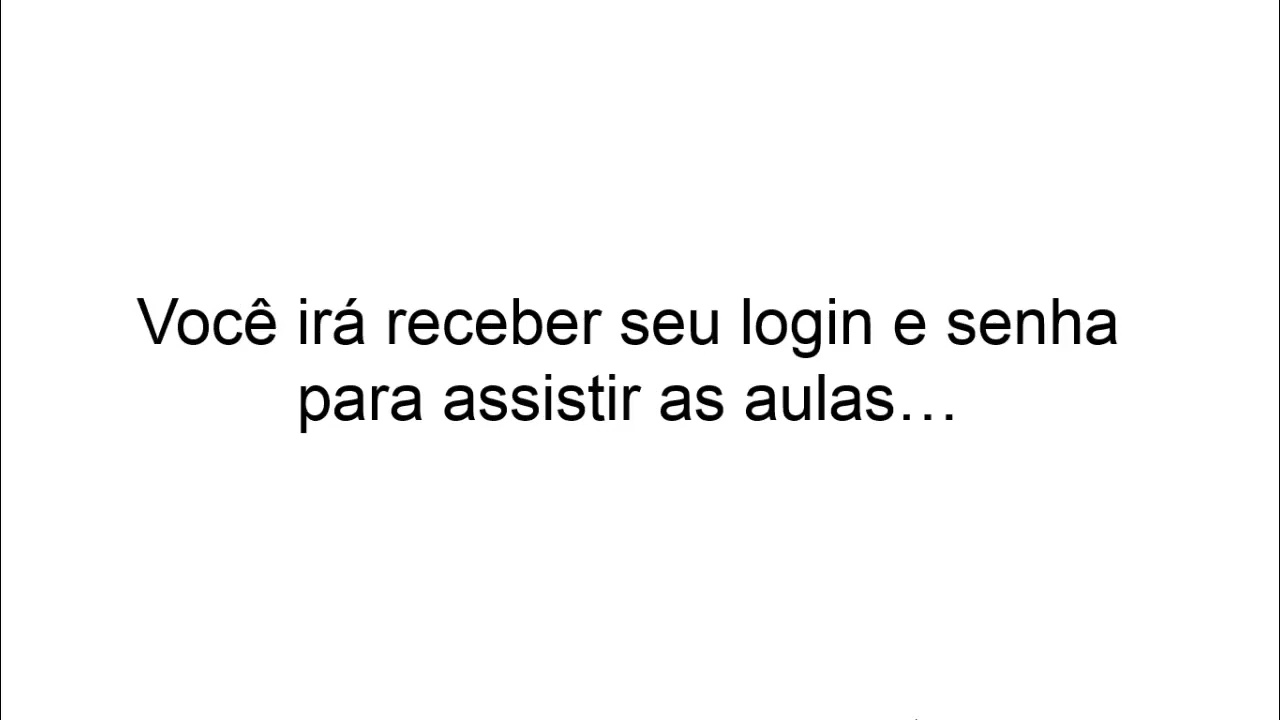 Você irá receber seu login e senha
para assistir as aulas…